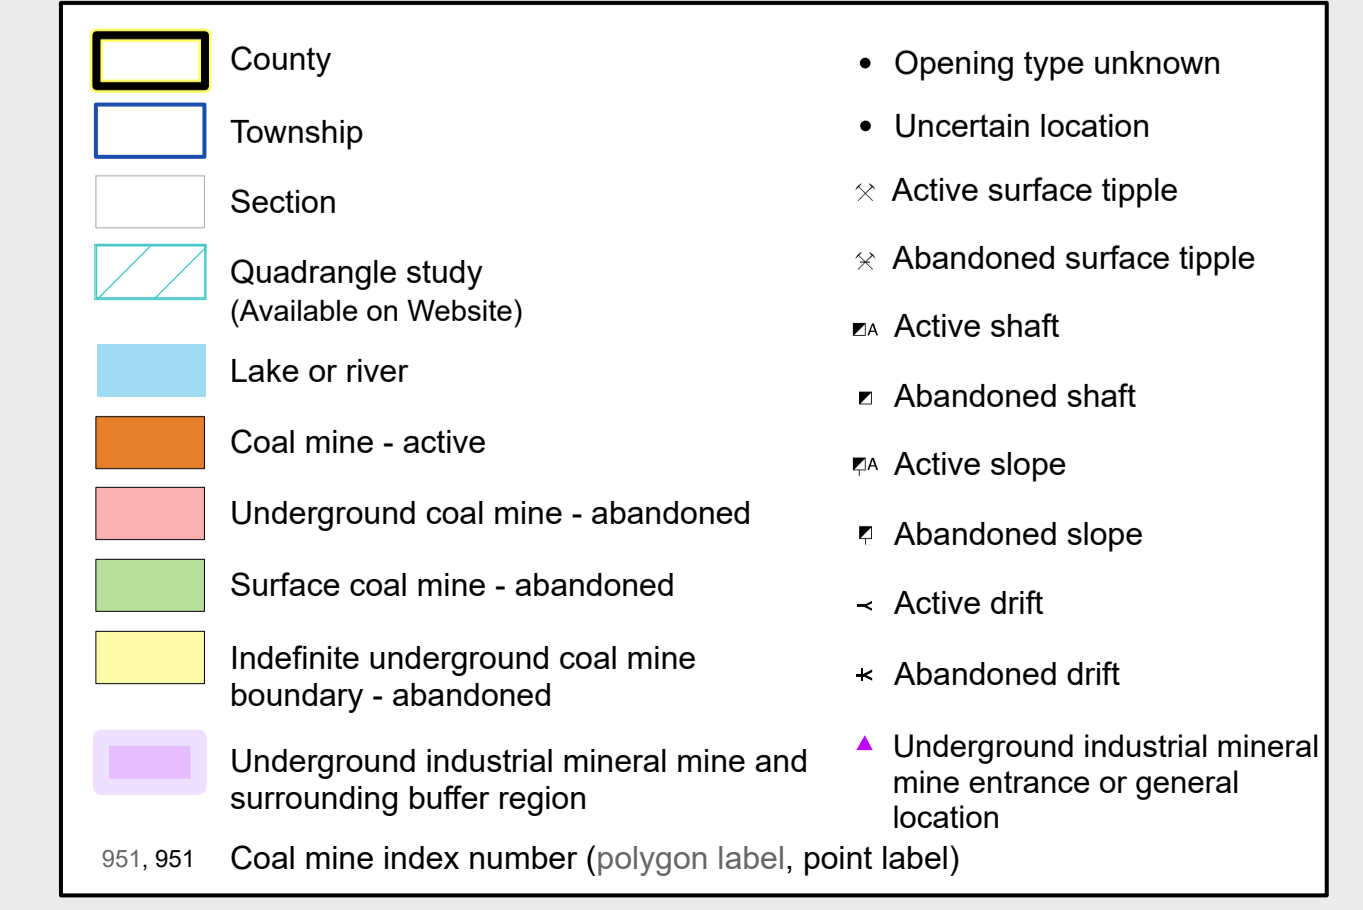 County
Township
Section
Quadrangle study
(Available on Website)
Lake or river
Coal mine - active
Underground coal mine - abandoned
Surface coal mine - abandoned
Indefinite underground coal mine
boundary - abandoned
Underground industrial mineral mine and
surrounding buffer region
951, 951 Coal mine index number (polygon label, point label)
Opening type unknown
Uncertain location
Active surface tipple
Abandoned surface tipple
A Active shaft
Abandoned shaft
A Active slope
Abandoned slope
Active drift
Abandoned drift
Underground industrial mineral
mine entrance or general
location